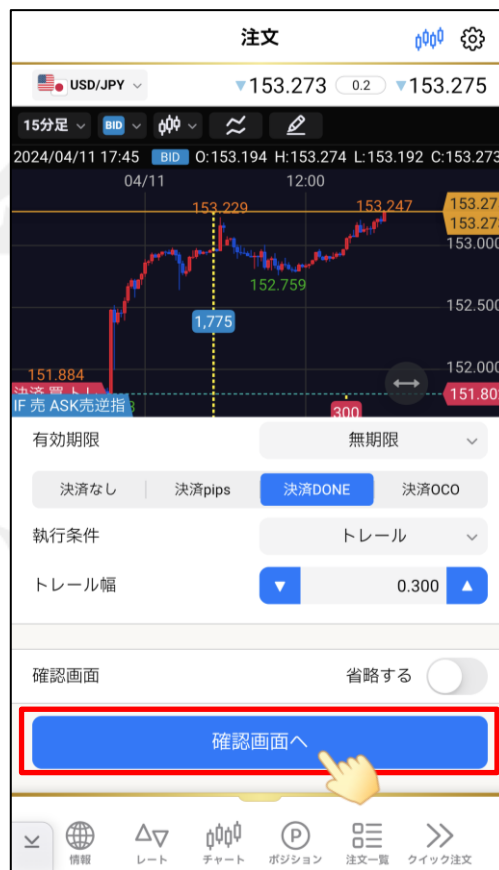 注文
USD/JPY ▼153.273 0.2 ▼153.275
15分足 BID
2024/04/11 17:45 BID O:153.194 H:153.274 L:153.192 C:153.273
04/11 12:00
153.229 153.247 153.27
153.27
153.000
152.759
152.500
1,775
152.000
151.884
151.80
IF 売 ASK売逆指
300
有効期限 無期限
決済なし 決済pips 決済DONE 決済OCO
執行条件 トレール
トレール幅 ▼ 0.300 ▲
確認画面 省略する
確認画面へ
情報 レート チャート ポジション 注文一覧 クイック注文